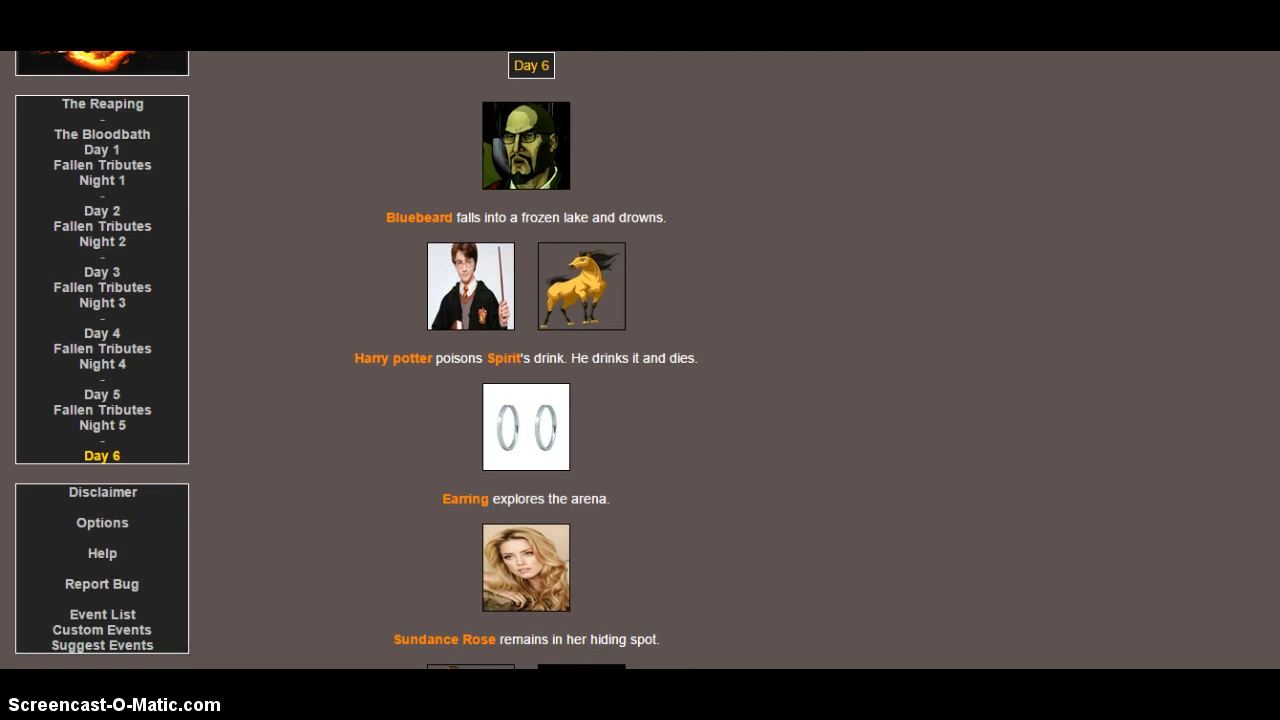 Day 6
The Reaping
-
The Bloodbath
Day 1
Fallen Tributes
Night 1
-
Day 2
Fallen Tributes
Night 2
-
Day 3
Fallen Tributes
Night 3
-
Day 4
Fallen Tributes
Night 4
-
Day 5
Fallen Tributes
Night 5
-
Day 6
Disclaimer
Options
Help
Report Bug
Event List
Custom Events
Suggest Events
Bluebeard falls into a frozen lake and drowns.
Harry potter poisons Spirit's drink. He drinks it and dies.
Earring explores the arena.
Sundance Rose remains in her hiding spot.
Screencast-O-Matic.com